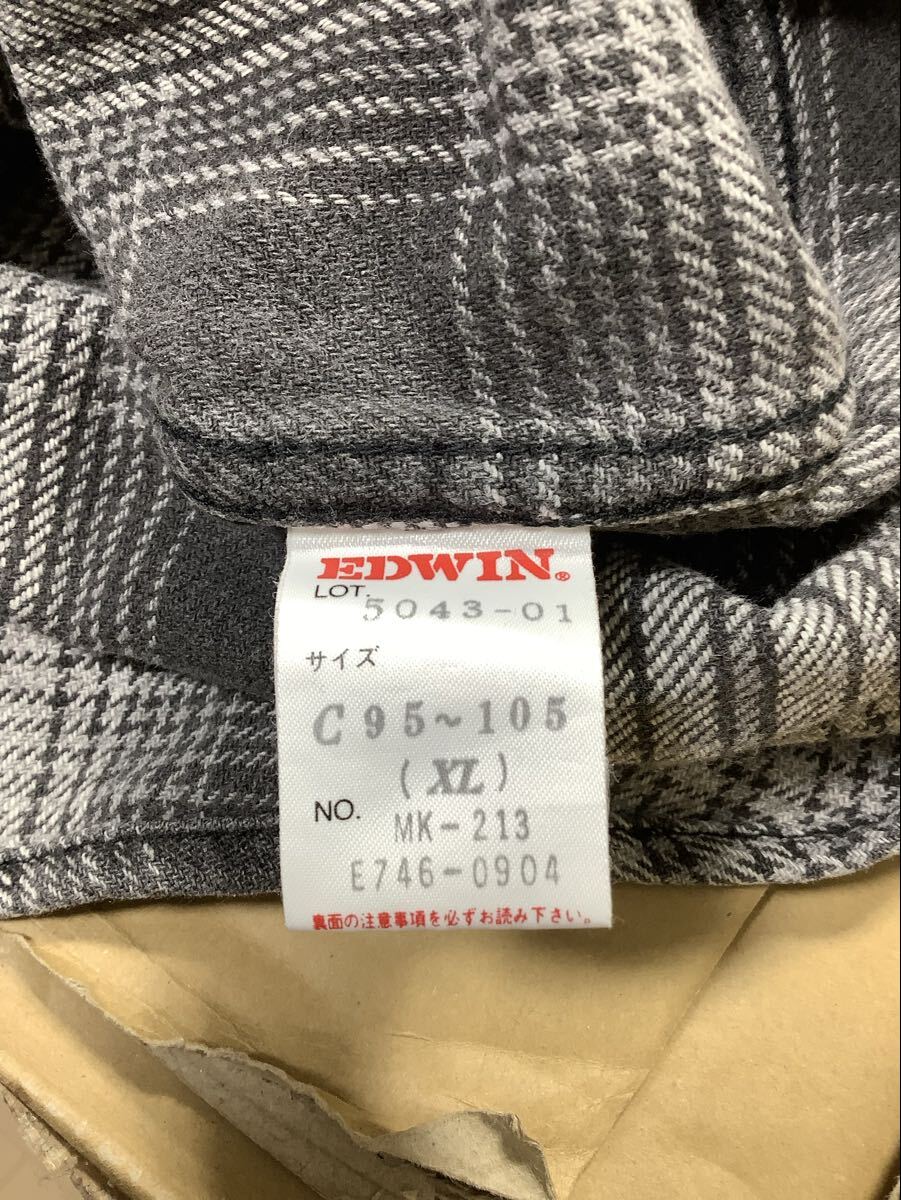 EDWIN®
LOT. 5043-01
サイズ
C 95~105
(XL)
NO. MK-213
E746-0904
裏面の注意事項を必ずお読み下さい。